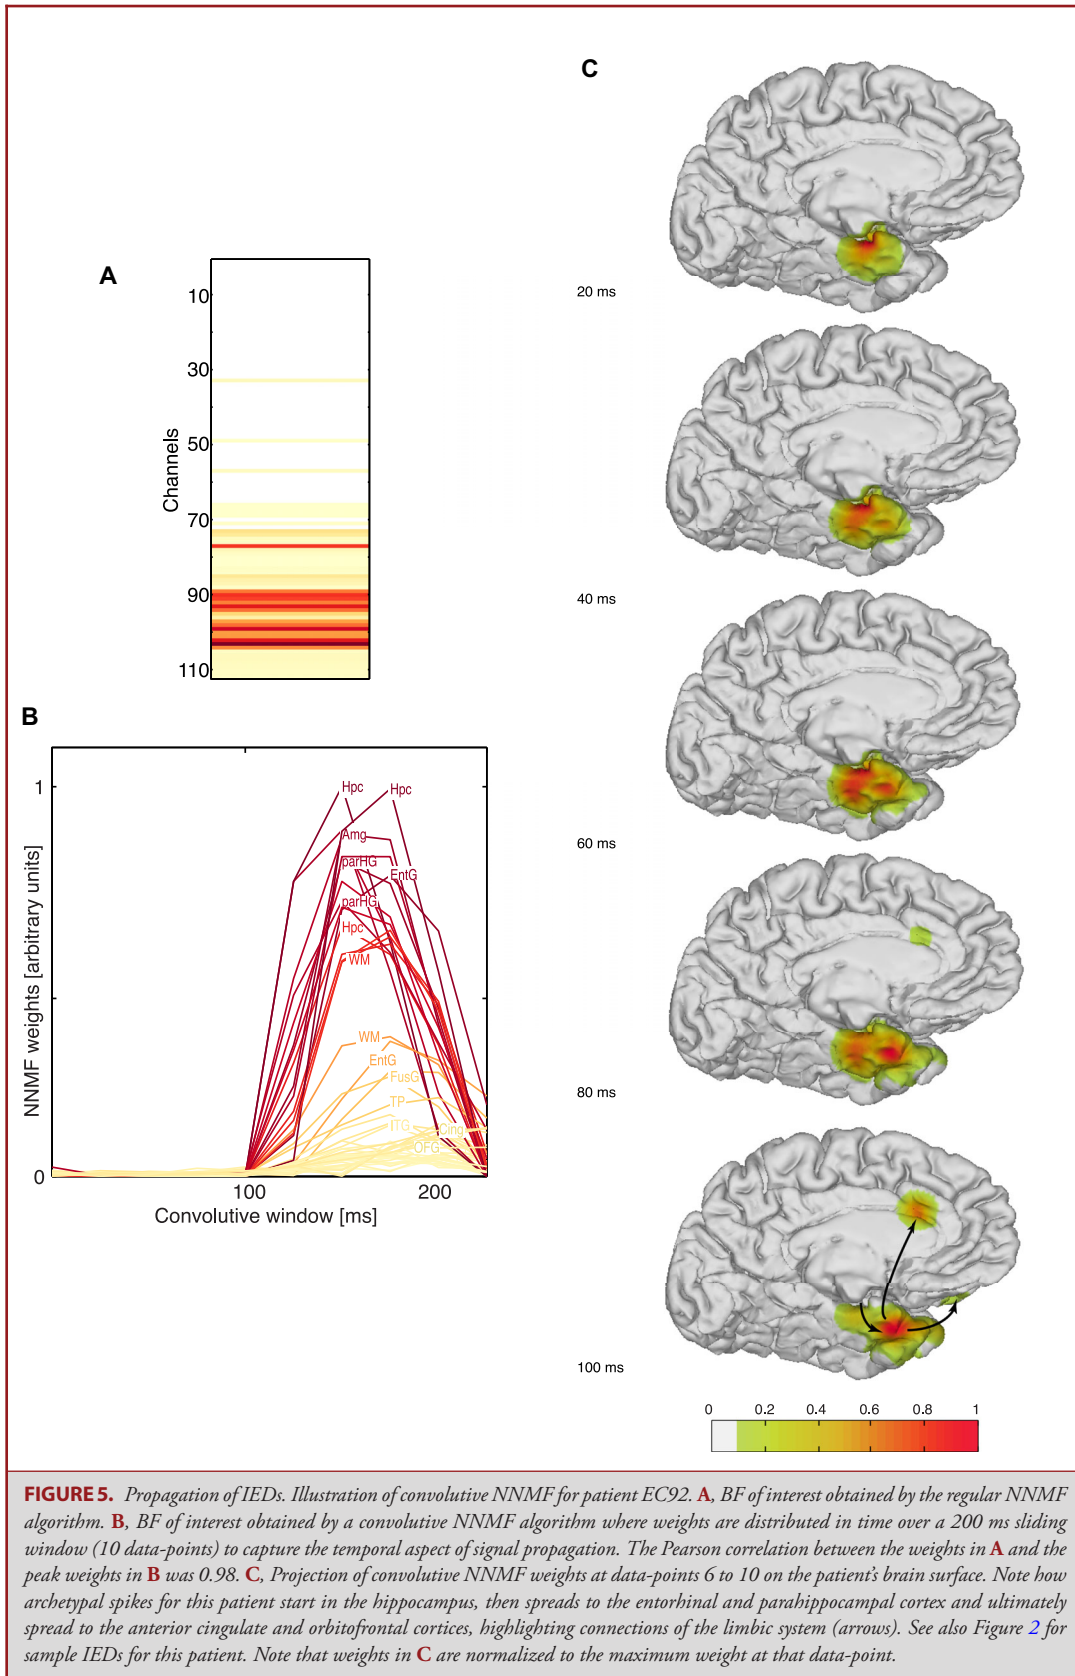 C
20 ms
A
10
30
50
70
90
110
Channels
40 ms
B
1
0
NNMF weights [arbitrary units]
Hpc
Hpc
Amg
parHG
EntG
parHG
Hpc
WM
WM
EntG
FusG
TP
ITG
Cing
OFG
100
200
Convolutive window [ms]
60 ms
80 ms
100 ms
0 0.2 0.4 0.6 0.8 1
FIGURE 5. Propagation of IEDs. Illustration of convolutive NNMF for patient EC92. A, BF of interest obtained by the regular NNMF
algorithm. B, BF of interest obtained by a convolutive NNMF algorithm where weights are distributed in time over a 200 ms sliding
window (10 data-points) to capture the temporal aspect of signal propagation. The Pearson correlation between the weights in A and the
peak weights in B was 0.98. C, Projection of convolutive NNMF weights at data-points 6 to 10 on the patient's brain surface. Note how
archetypal spikes for this patient start in the hippocampus, then spreads to the entorhinal and parahippocampal cortex and ultimately
spread to the anterior cingulate and orbitofrontal cortices, highlighting connections of the limbic system (arrows). See also Figure 2 for
sample IEDs for this patient. Note that weights in C are normalized to the maximum weight at that data-point.